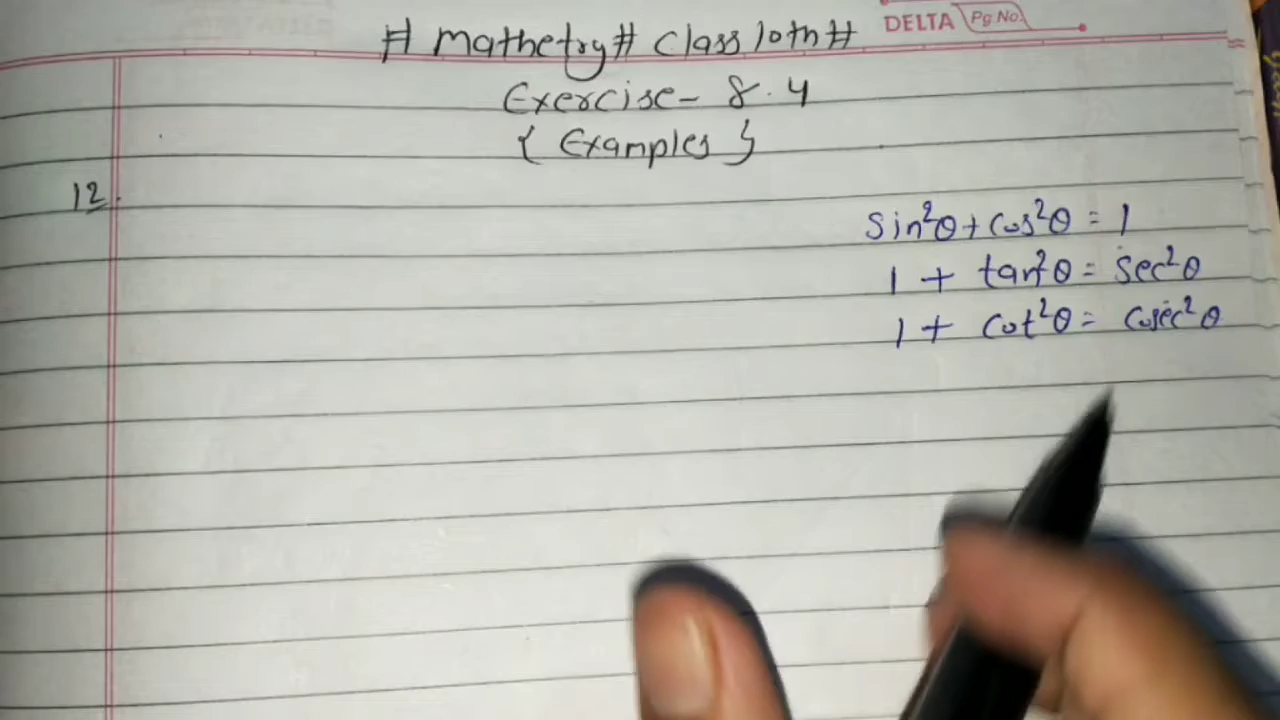 DELTA Pg.No.
# mathetry # class 10th #
Exercise - 8.4
{ Examples }
12.
sin²θ + cos²θ = 1
1 + tan²θ = sec²θ
1 + cot²θ = cosec²θ